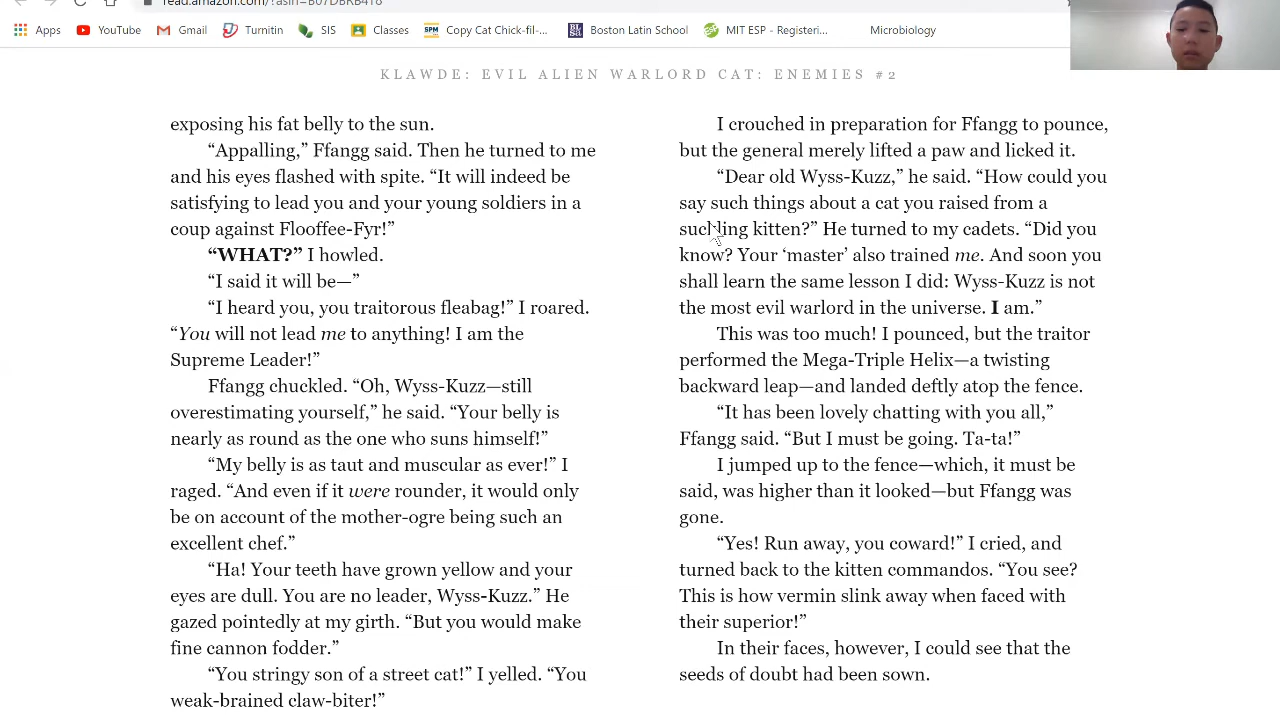 read.amazon.com/?asin=B07DBRB418
Apps YouTube Gmail Turnitin SIS Classes SPM Copy Cat Chick-fil-... Boston Latin School MIT ESP - Registeri... Microbiology
KLAWDE: EVIL ALIEN WARLORD CAT: ENEMIES #2
exposing his fat belly to the sun.
“Appalling,” Ffangg said. Then he turned to me
and his eyes flashed with spite. “It will indeed be
satisfying to lead you and your young soldiers in a
coup against Flooffee-Fyr!”
“WHAT?” I howled.
“I said it will be—”
“I heard you, you traitorous fleabag!” I roared.
“You will not lead me to anything! I am the
Supreme Leader!”
Ffangg chuckled. “Oh, Wyss-Kuzz—still
overestimating yourself,” he said. “Your belly is
nearly as round as the one who suns himself!”
“My belly is as taut and muscular as ever!” I
raged. “And even if it were rounder, it would only
be on account of the mother-ogre being such an
excellent chef.”
“Ha! Your teeth have grown yellow and your
eyes are dull. You are no leader, Wyss-Kuzz.” He
gazed pointedly at my girth. “But you would make
fine cannon fodder.”
“You stringy son of a street cat!” I yelled. “You
weak-brained claw-biter!”
I crouched in preparation for Ffangg to pounce,
but the general merely lifted a paw and licked it.
“Dear old Wyss-Kuzz,” he said. “How could you
say such things about a cat you raised from a
suckling kitten?” He turned to my cadets. “Did you
know? Your ‘master’ also trained me. And soon you
shall learn the same lesson I did: Wyss-Kuzz is not
the most evil warlord in the universe. I am.”
This was too much! I pounced, but the traitor
performed the Mega-Triple Helix—a twisting
backward leap—and landed deftly atop the fence.
“It has been lovely chatting with you all,”
Ffangg said. “But I must be going. Ta-ta!”
I jumped up to the fence—which, it must be
said, was higher than it looked—but Ffangg was
gone.
“Yes! Run away, you coward!” I cried, and
turned back to the kitten commandos. “You see?
This is how vermin slink away when faced with
their superior!”
In their faces, however, I could see that the
seeds of doubt had been sown.